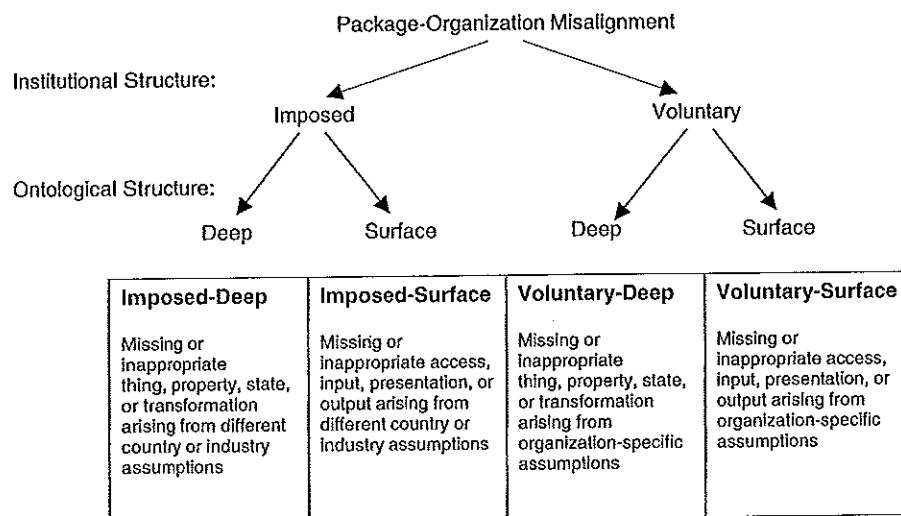 Package-Organization Misalignment
Institutional Structure:
Imposed
Voluntary
Ontological Structure:
Deep
Surface
Deep
Surface
Imposed-Deep
Missing or
inappropriate
thing, property, state,
or transformation
arising from different
country or industry
assumptions
Imposed-Surface
Missing or
inappropriate access,
input, presentation, or
output arising from
different country or
industry assumptions
Voluntary-Deep
Missing or
inappropriate
thing, property, state,
or transformation
arising from
organization-specific
assumptions
Voluntary-Surface
Missing or
inappropriate access,
input, presentation, or
output arising from
organization-specific
assumptions